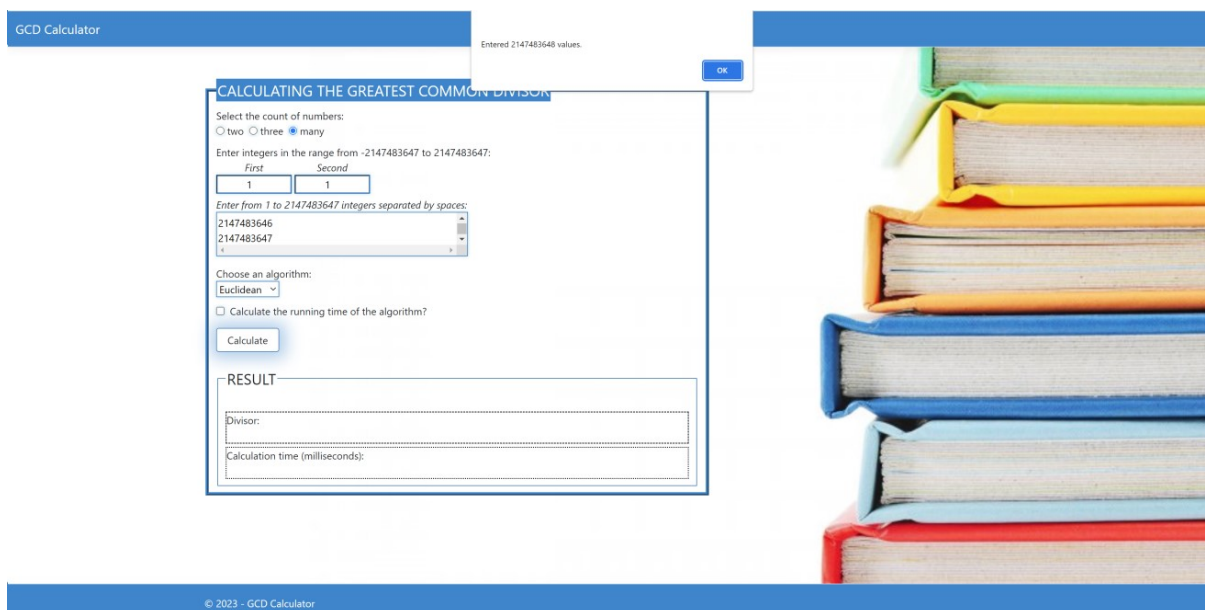 GCD Calculator
Entered 2147483648 values.
OK
CALCULATING THE GREATEST COMMON DIVISOR
Select the count of numbers:
two three many
Enter integers in the range from -2147483647 to 2147483647:
First Second
1 1
Enter from 1 to 2147483647 integers separated by spaces:
2147483646
2147483647
Choose an algorithm:
Euclidean
Calculate the running time of the algorithm?
Calculate
RESULT
Divisor:
Calculation time (milliseconds):
© 2023 - GCD Calculator